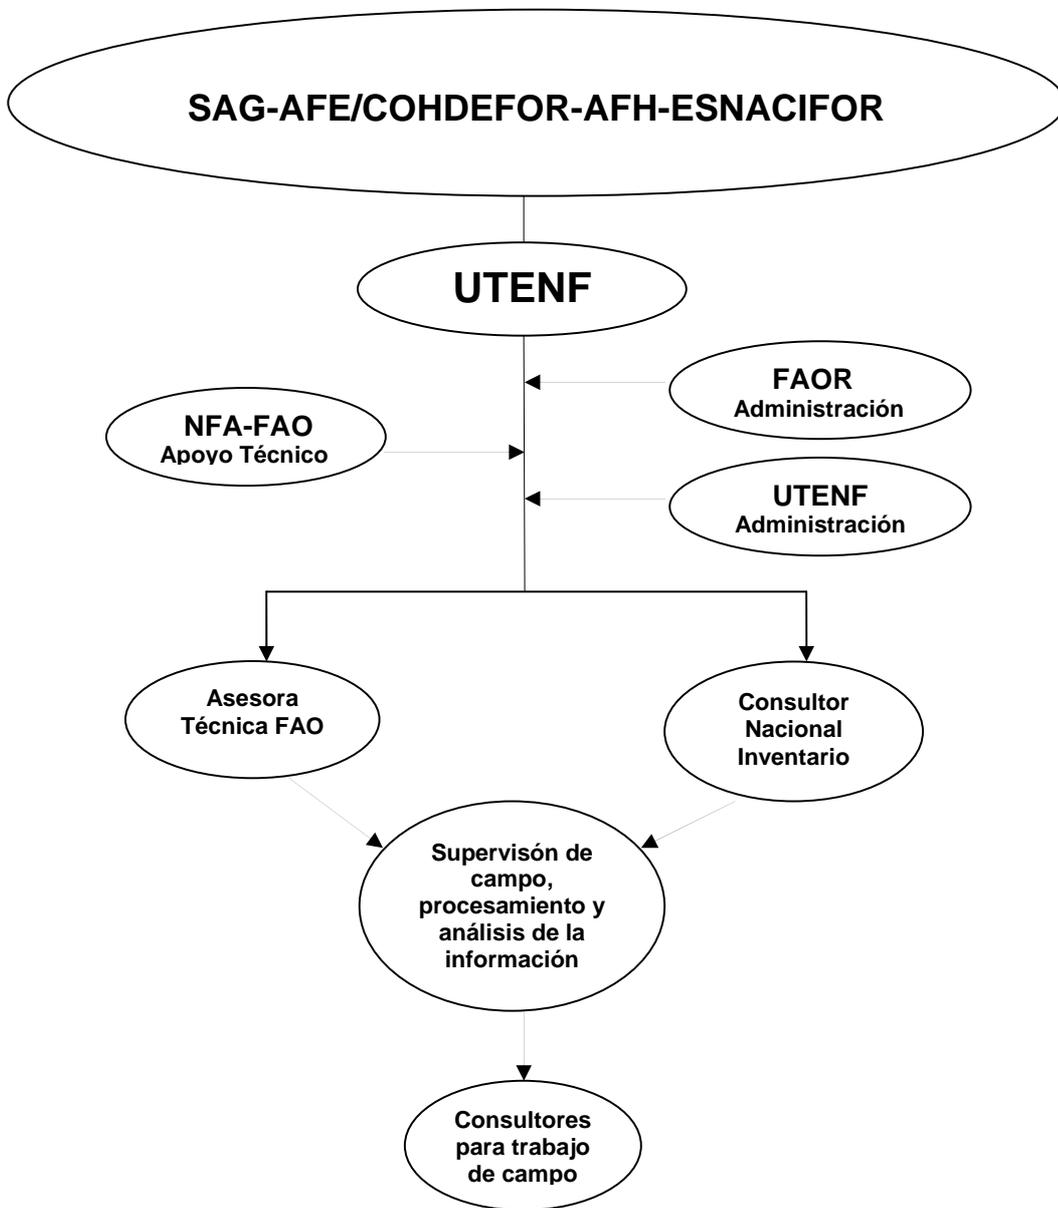 SAG-AFE/COHDEFOR-AFH-ESNACIFOR
UTENF
FAOR
Administración
NFA-FAO
Apoyo Técnico
UTENF
Administración
Asesora
Técnica FAO
Consultor
Nacional
Inventario
Supervisón de
campo,
procesamiento y
análisis de la
información
Consultores
para trabajo
de campo